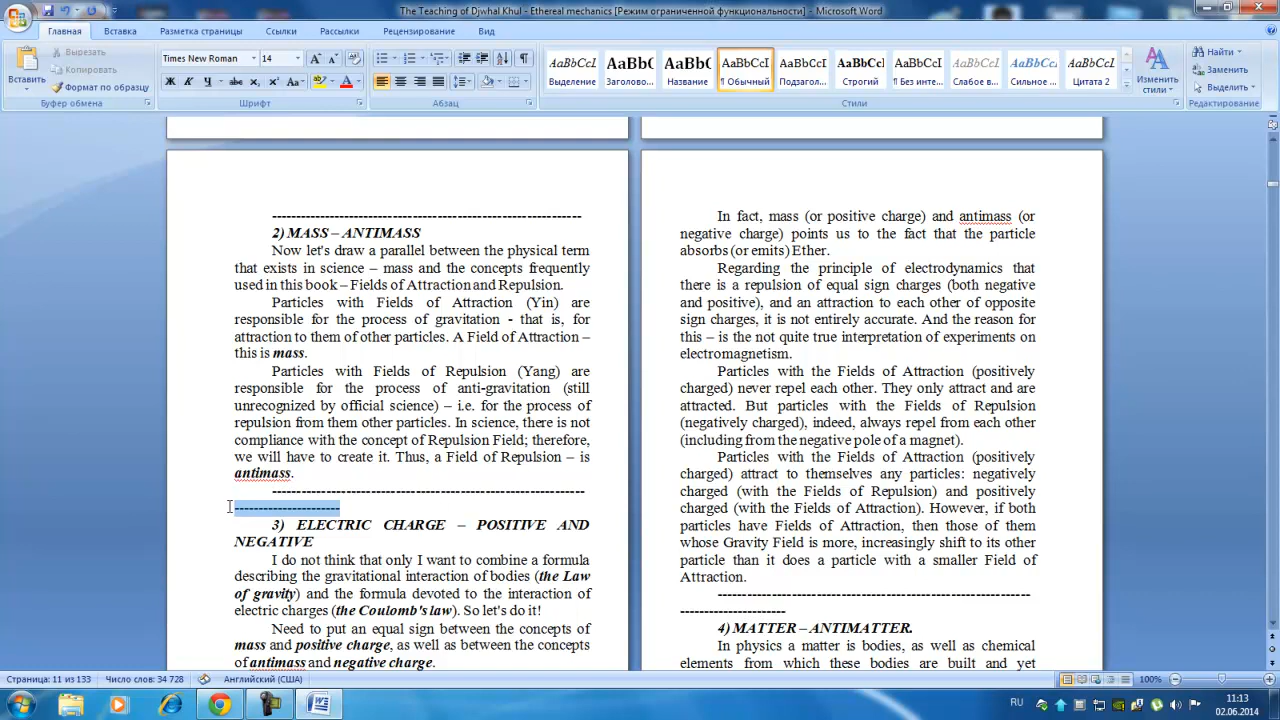 The Teaching of Djwhal Khul - Ethereal mechanics [Режим ограниченной функциональности] - Microsoft Word
Главная Вставка Разметка страницы Ссылки Рассылки Рецензирование Вид
Вставить
Вырезать
Копировать
Формат по образцу
Буфер обмена
Times New Roman 14
Ж К Ч abc x₂ x² Aa
Шрифт
Абзац
AaBbCcI AaBbCc AaBbC AaBbCcI AaBbCc AaBbCc AaBbCcI AaBbCcI AaBbCcI AaBbCcI
Выделение Заголово... Название ¶ Обычный Подзагол... Строгий ¶ Без инте... Слабое в... Сильное ... Цитата 2
Стили
Изменить стили
Найти
Заменить
Выделить
Редактирование
----------------------------------------------------------------
2) MASS – ANTIMASS
Now let's draw a parallel between the physical term
that exists in science – mass and the concepts frequently
used in this book – Fields of Attraction and Repulsion.
Particles with Fields of Attraction (Yin) are
responsible for the process of gravitation - that is, for
attraction to them of other particles. A Field of Attraction –
this is mass.
Particles with Fields of Repulsion (Yang) are
responsible for the process of anti-gravitation (still
unrecognized by official science) – i.e. for the process of
repulsion from them other particles. In science, there is not
compliance with the concept of Repulsion Field; therefore,
we will have to create it. Thus, a Field of Repulsion – is
antimass.
-----------------------------------------------------------------
----------------------
3) ELECTRIC CHARGE – POSITIVE AND
NEGATIVE
I do not think that only I want to combine a formula
describing the gravitational interaction of bodies (the Law
of gravity) and the formula devoted to the interaction of
electric charges (the Coulomb's law). So let's do it!
Need to put an equal sign between the concepts of
mass and positive charge, as well as between the concepts
of antimass and negative charge.
In fact, mass (or positive charge) and antimass (or
negative charge) points us to the fact that the particle
absorbs (or emits) Ether.
Regarding the principle of electrodynamics that
there is a repulsion of equal sign charges (both negative
and positive), and an attraction to each other of opposite
sign charges, it is not entirely accurate. And the reason for
this – is the not quite true interpretation of experiments on
electromagnetism.
Particles with the Fields of Attraction (positively
charged) never repel each other. They only attract and are
attracted. But particles with the Fields of Repulsion
(negatively charged), indeed, always repel from each other
(including from the negative pole of a magnet).
Particles with the Fields of Attraction (positively
charged) attract to themselves any particles: negatively
charged (with the Fields of Repulsion) and positively
charged (with the Fields of Attraction). However, if both
particles have Fields of Attraction, then those of them
whose Gravity Field is more, increasingly shift to its other
particle than it does a particle with a smaller Field of
Attraction.
-----------------------------------------------------------------
----------------------
4) MATTER – ANTIMATTER.
In physics a matter is bodies, as well as chemical
elements from which these bodies are built and yet
Страница: 11 из 133 Число слов: 34 728 Английский (США) 100%
RU 11:13
02.06.2014